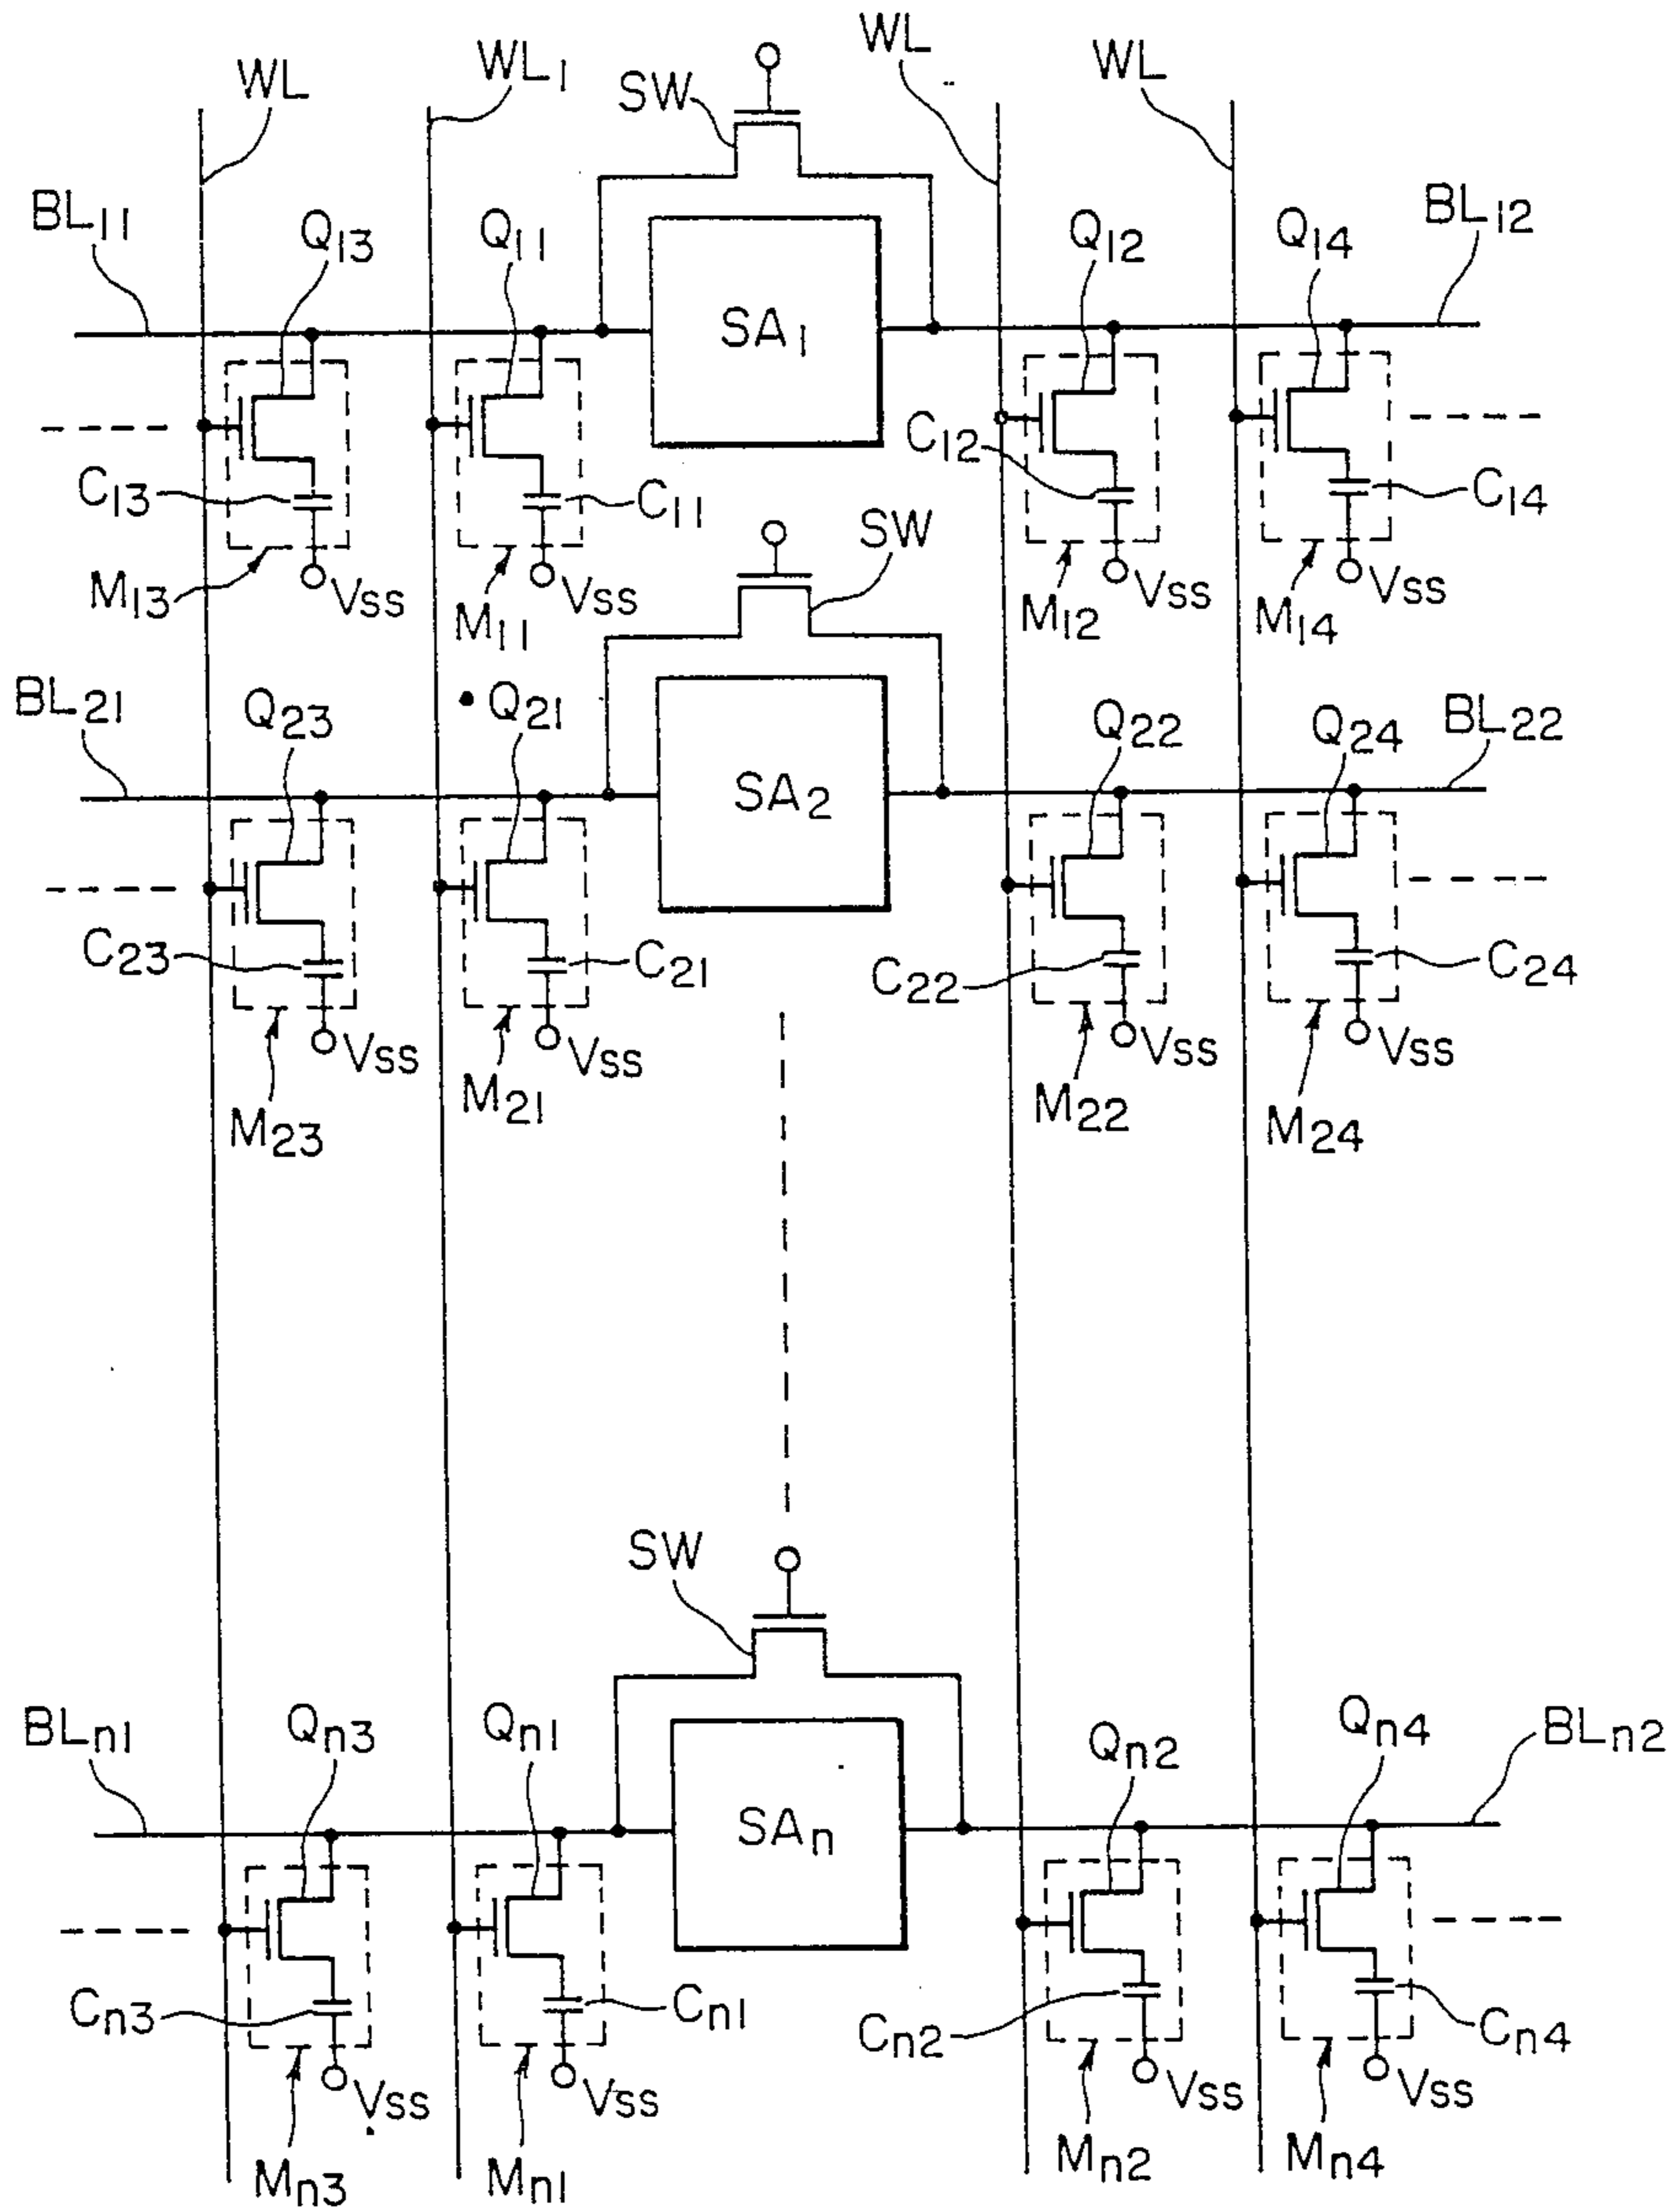 WL
WL1
SW
WL
WL
BL11
Q13
Q11
SA1
Q12
Q14
BL12
C13
C11
C12
C14
M13
VSS
M11
VSS
M12
VSS
M14
VSS
SW
BL21
Q23
Q21
SA2
Q22
Q24
BL22
C23
C21
C22
C24
M23
VSS
M21
VSS
M22
VSS
M24
VSS
SW
BLn1
Qn3
Qn1
SAn
Qn2
Qn4
BLn2
Cn3
Cn1
Cn2
Cn4
Mn3
VSS
Mn1
VSS
Mn2
VSS
Mn4
VSS